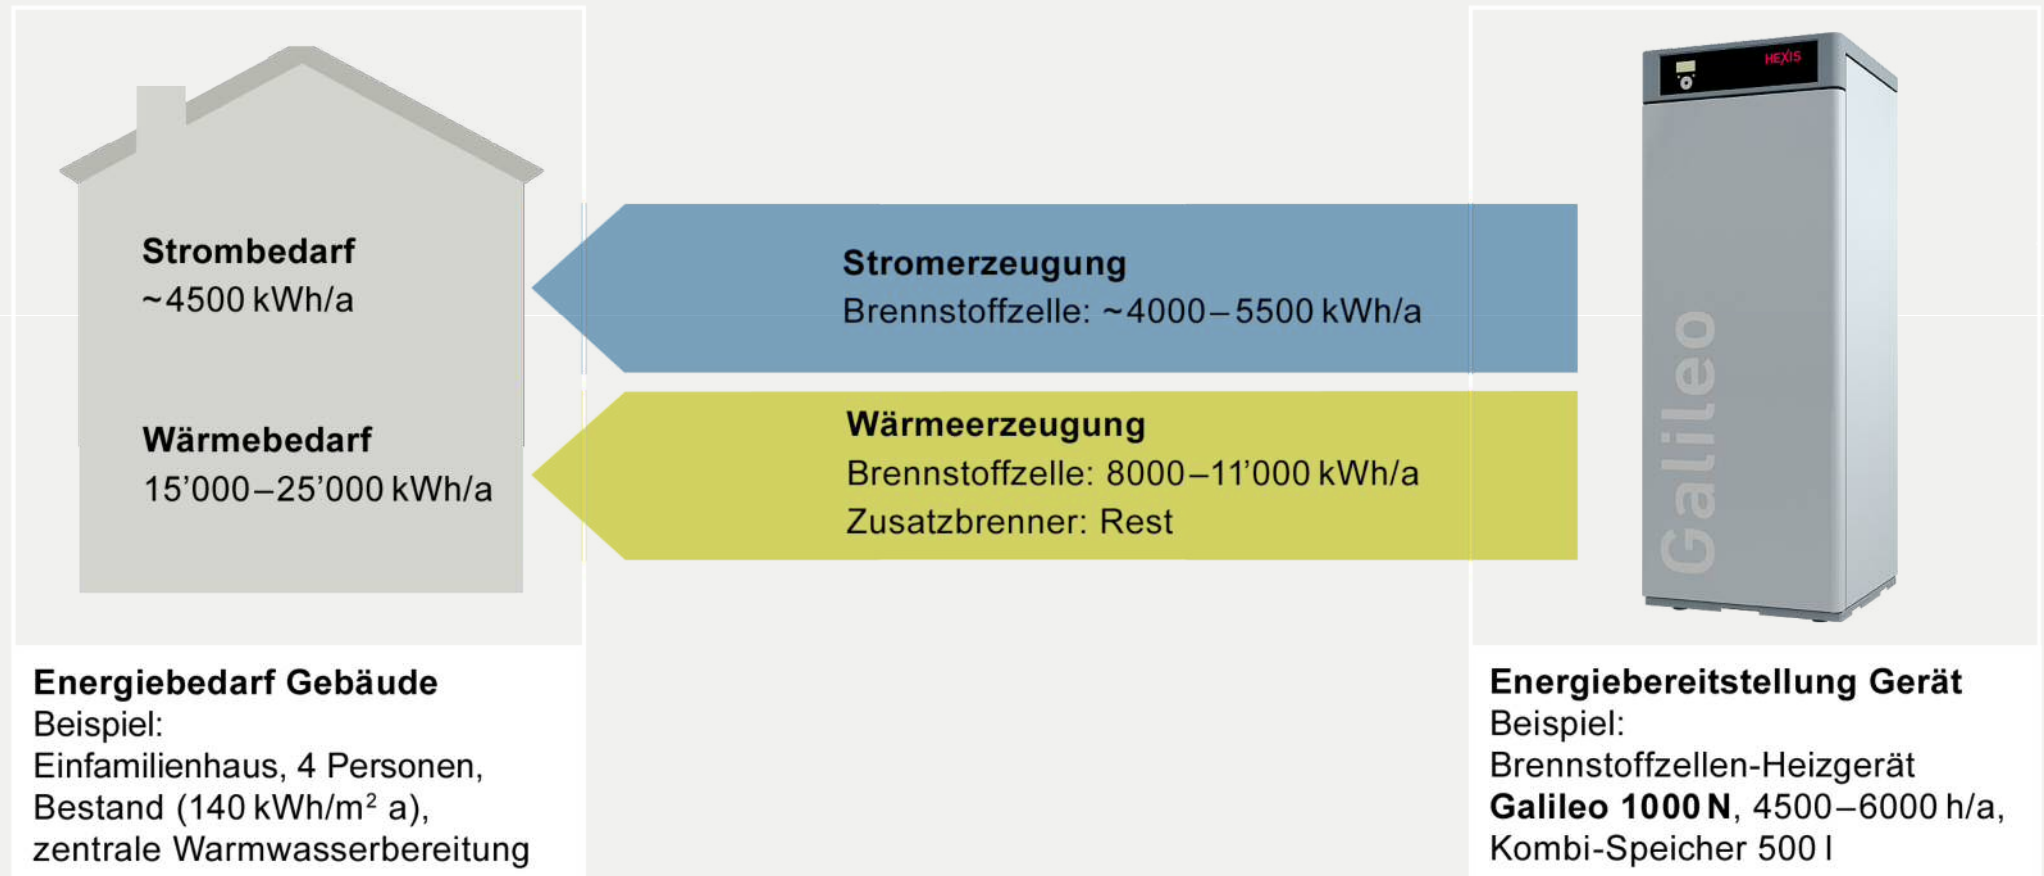 Strombedarf
~4500 kWh/a
Wärmebedarf
15’000–25’000 kWh/a
Stromerzeugung
Brennstoffzelle: ~4000–5500 kWh/a
Wärmeerzeugung
Brennstoffzelle: 8000–11’000 kWh/a
Zusatzbrenner: Rest
HEXIS
Galileo
Energiebedarf Gebäude
Beispiel:
Einfamilienhaus, 4 Personen,
Bestand (140 kWh/m² a),
zentrale Warmwasserbereitung
Energiebereitstellung Gerät
Beispiel:
Brennstoffzellen-Heizgerät
Galileo 1000 N, 4500–6000 h/a,
Kombi-Speicher 500 l